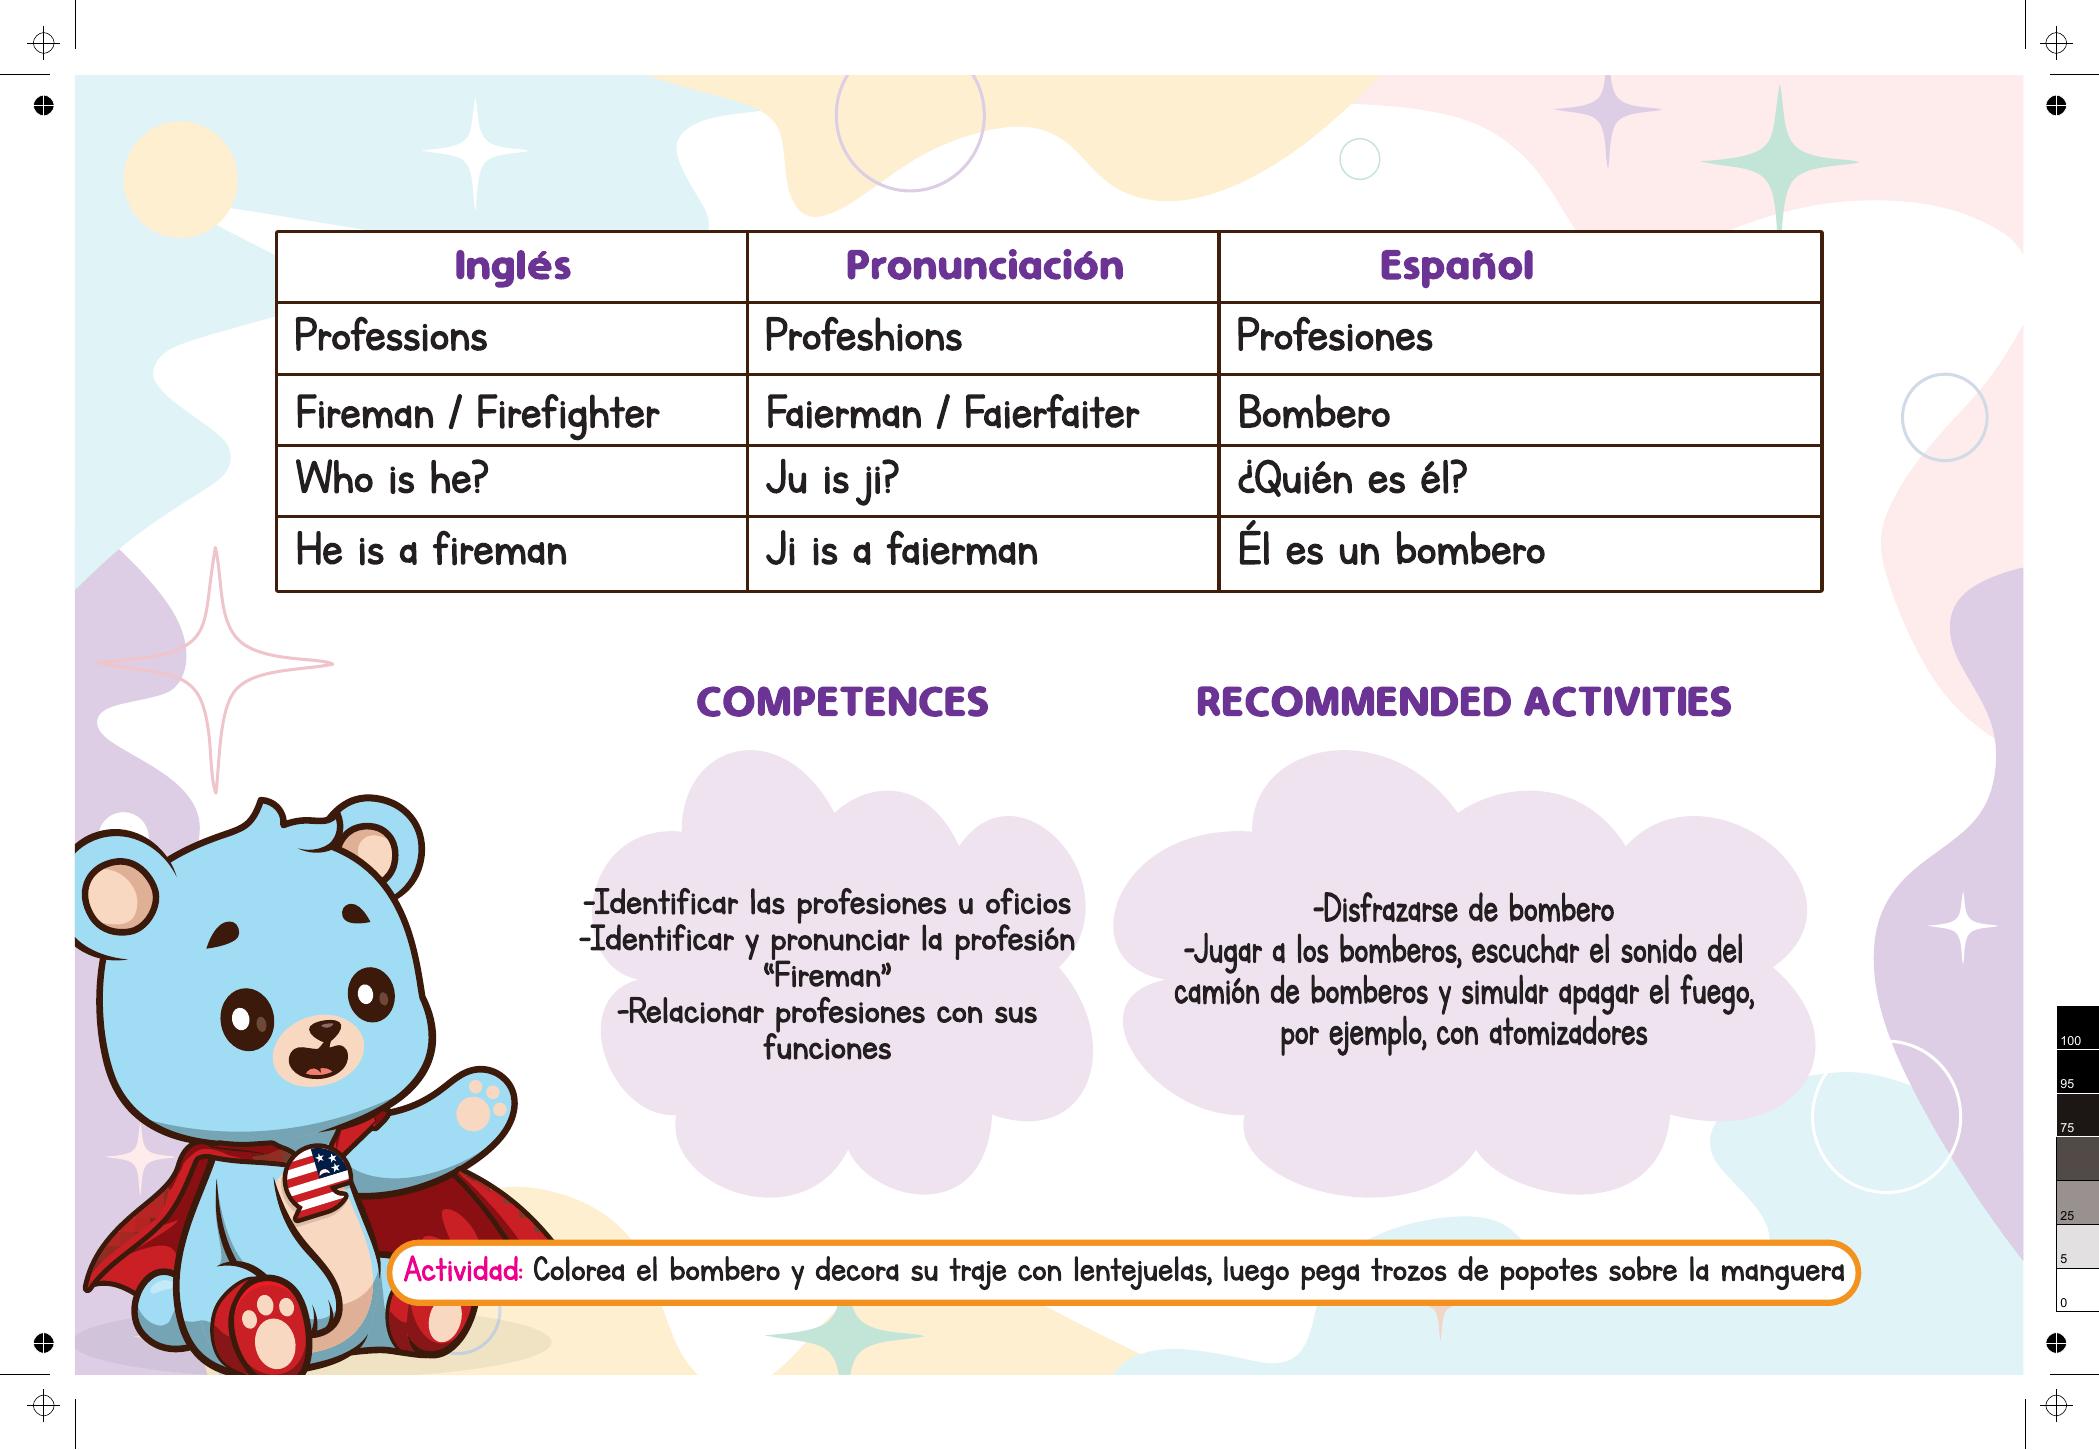 Inglés Pronunciación Español
Professions Profeshions Profesiones
Fireman / Firefighter Faierman / Faierfaiter Bombero
Who is he? Ju is ji? ¿Quién es él?
He is a fireman Ji is a faierman Él es un bombero
COMPETENCES
-Identificar las profesiones u oficios
-Identificar y pronunciar la profesión
“Fireman”
-Relacionar profesiones con sus
funciones
RECOMMENDED ACTIVITIES
-Disfrazarse de bombero
-Jugar a los bomberos, escuchar el sonido del
camión de bomberos y simular apagar el fuego,
por ejemplo, con atomizadores
Actividad: Colorea el bombero y decora su traje con lentejuelas, luego pega trozos de popotes sobre la manguera
100
95
75
25
5
0